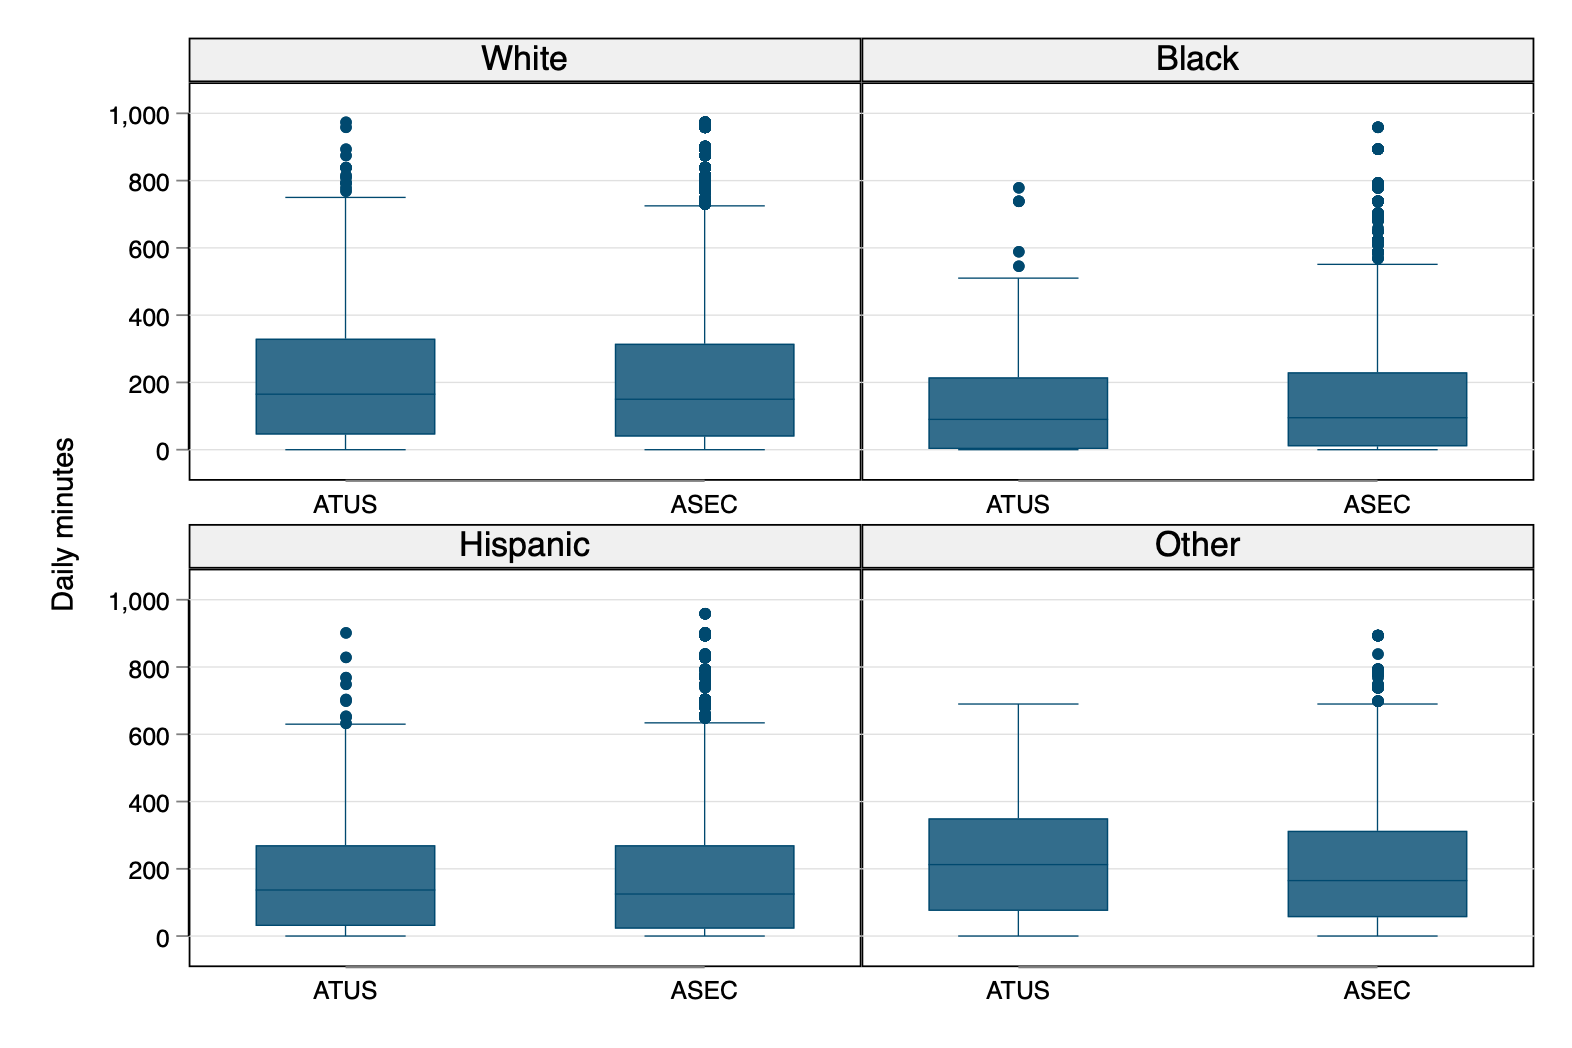 White
Black
1,000
800
600
400
200
0
ATUS
ASEC
ATUS
ASEC
Daily minutes
Hispanic
Other
1,000
800
600
400
200
0
ATUS
ASEC
ATUS
ASEC